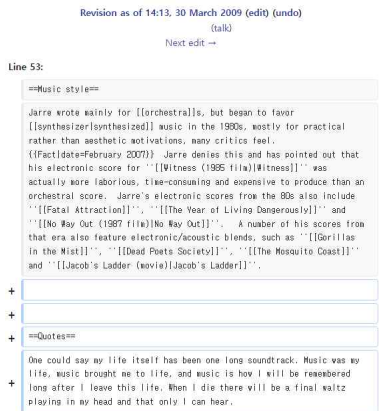 Revision as of 14:13, 30 March 2009 (edit) (undo)
(talk)
Next edit →
Line 53:
==Music style==
Jarre wrote mainly for [[orchestra]]s, but began to favor
[[synthesizer|synthesized]] music in the 1980s, mostly for practical
rather than aesthetic motivations, many critics feel.
{{Fact|date=February 2007}} Jarre denies this and has pointed out that
his electronic score for ''[[Witness (1985 film)|Witness]]'' was
actually more laborious, time-consuming and expensive to produce than an
orchestral score. Jarre's electronic scores from the 80s also include
''[[Fatal Attraction]]'', ''[[The Year of Living Dangerously]]'' and
''[[No Way Out (1987 film)|No Way Out]]''. A number of his scores from
that era also feature electronic/acoustic blends, such as ''[[Gorillas
in the Mist]]'', ''[[Dead Poets Society]]'', ''[[The Mosquito Coast]]''
and ''[[Jacob's Ladder (movie)|Jacob's Ladder]]''.
+
+
+ ==Quotes==
One could say my life itself has been one long soundtrack. Music was my
life, music brought me to life, and music is how I will be remembered
+ long after I leave this life. When I die there will be a final waltz
playing in my head and that only I can hear.